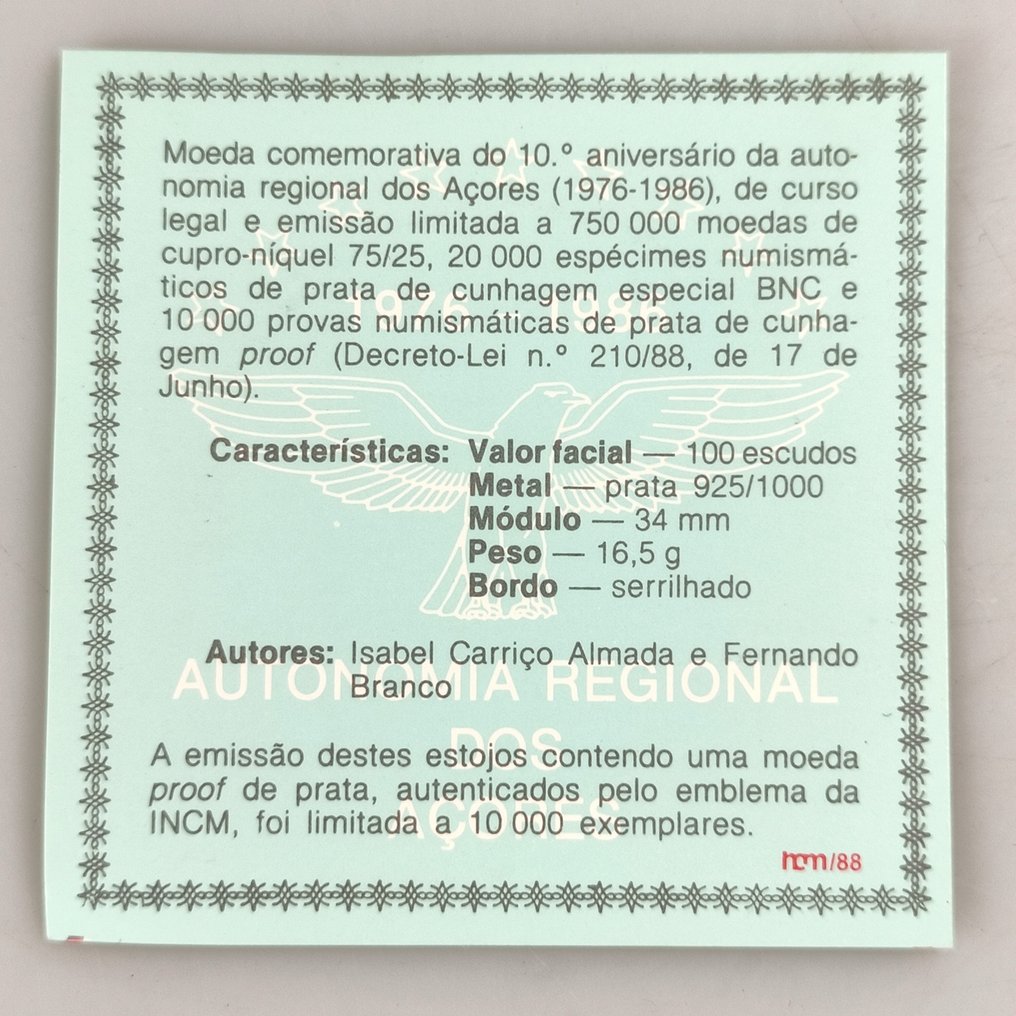 Moeda comemorativa do 10.º aniversário da auto-
nomia regional dos Açores (1976-1986), de curso
legal e emissão limitada a 750 000 moedas de
cupro-níquel 75/25, 20 000 espécimes numismá-
ticos de prata de cunhagem especial BNC e
1976 1986
10 000 provas numismáticas de prata de cunha-
gem proof (Decreto-Lei n.º 210/88, de 17 de
Junho).
Características: Valor facial — 100 escudos
Metal — prata 925/1000
Módulo — 34 mm
Peso — 16,5 g
Bordo — serrilhado
Autores: Isabel Carriço Almada e Fernando
Branco
AUTONOMIA REGIONAL
DOS
AÇORES
A emissão destes estojos contendo uma moeda
proof de prata, autenticados pelo emblema da
INCM, foi limitada a 10 000 exemplares.
incm/88